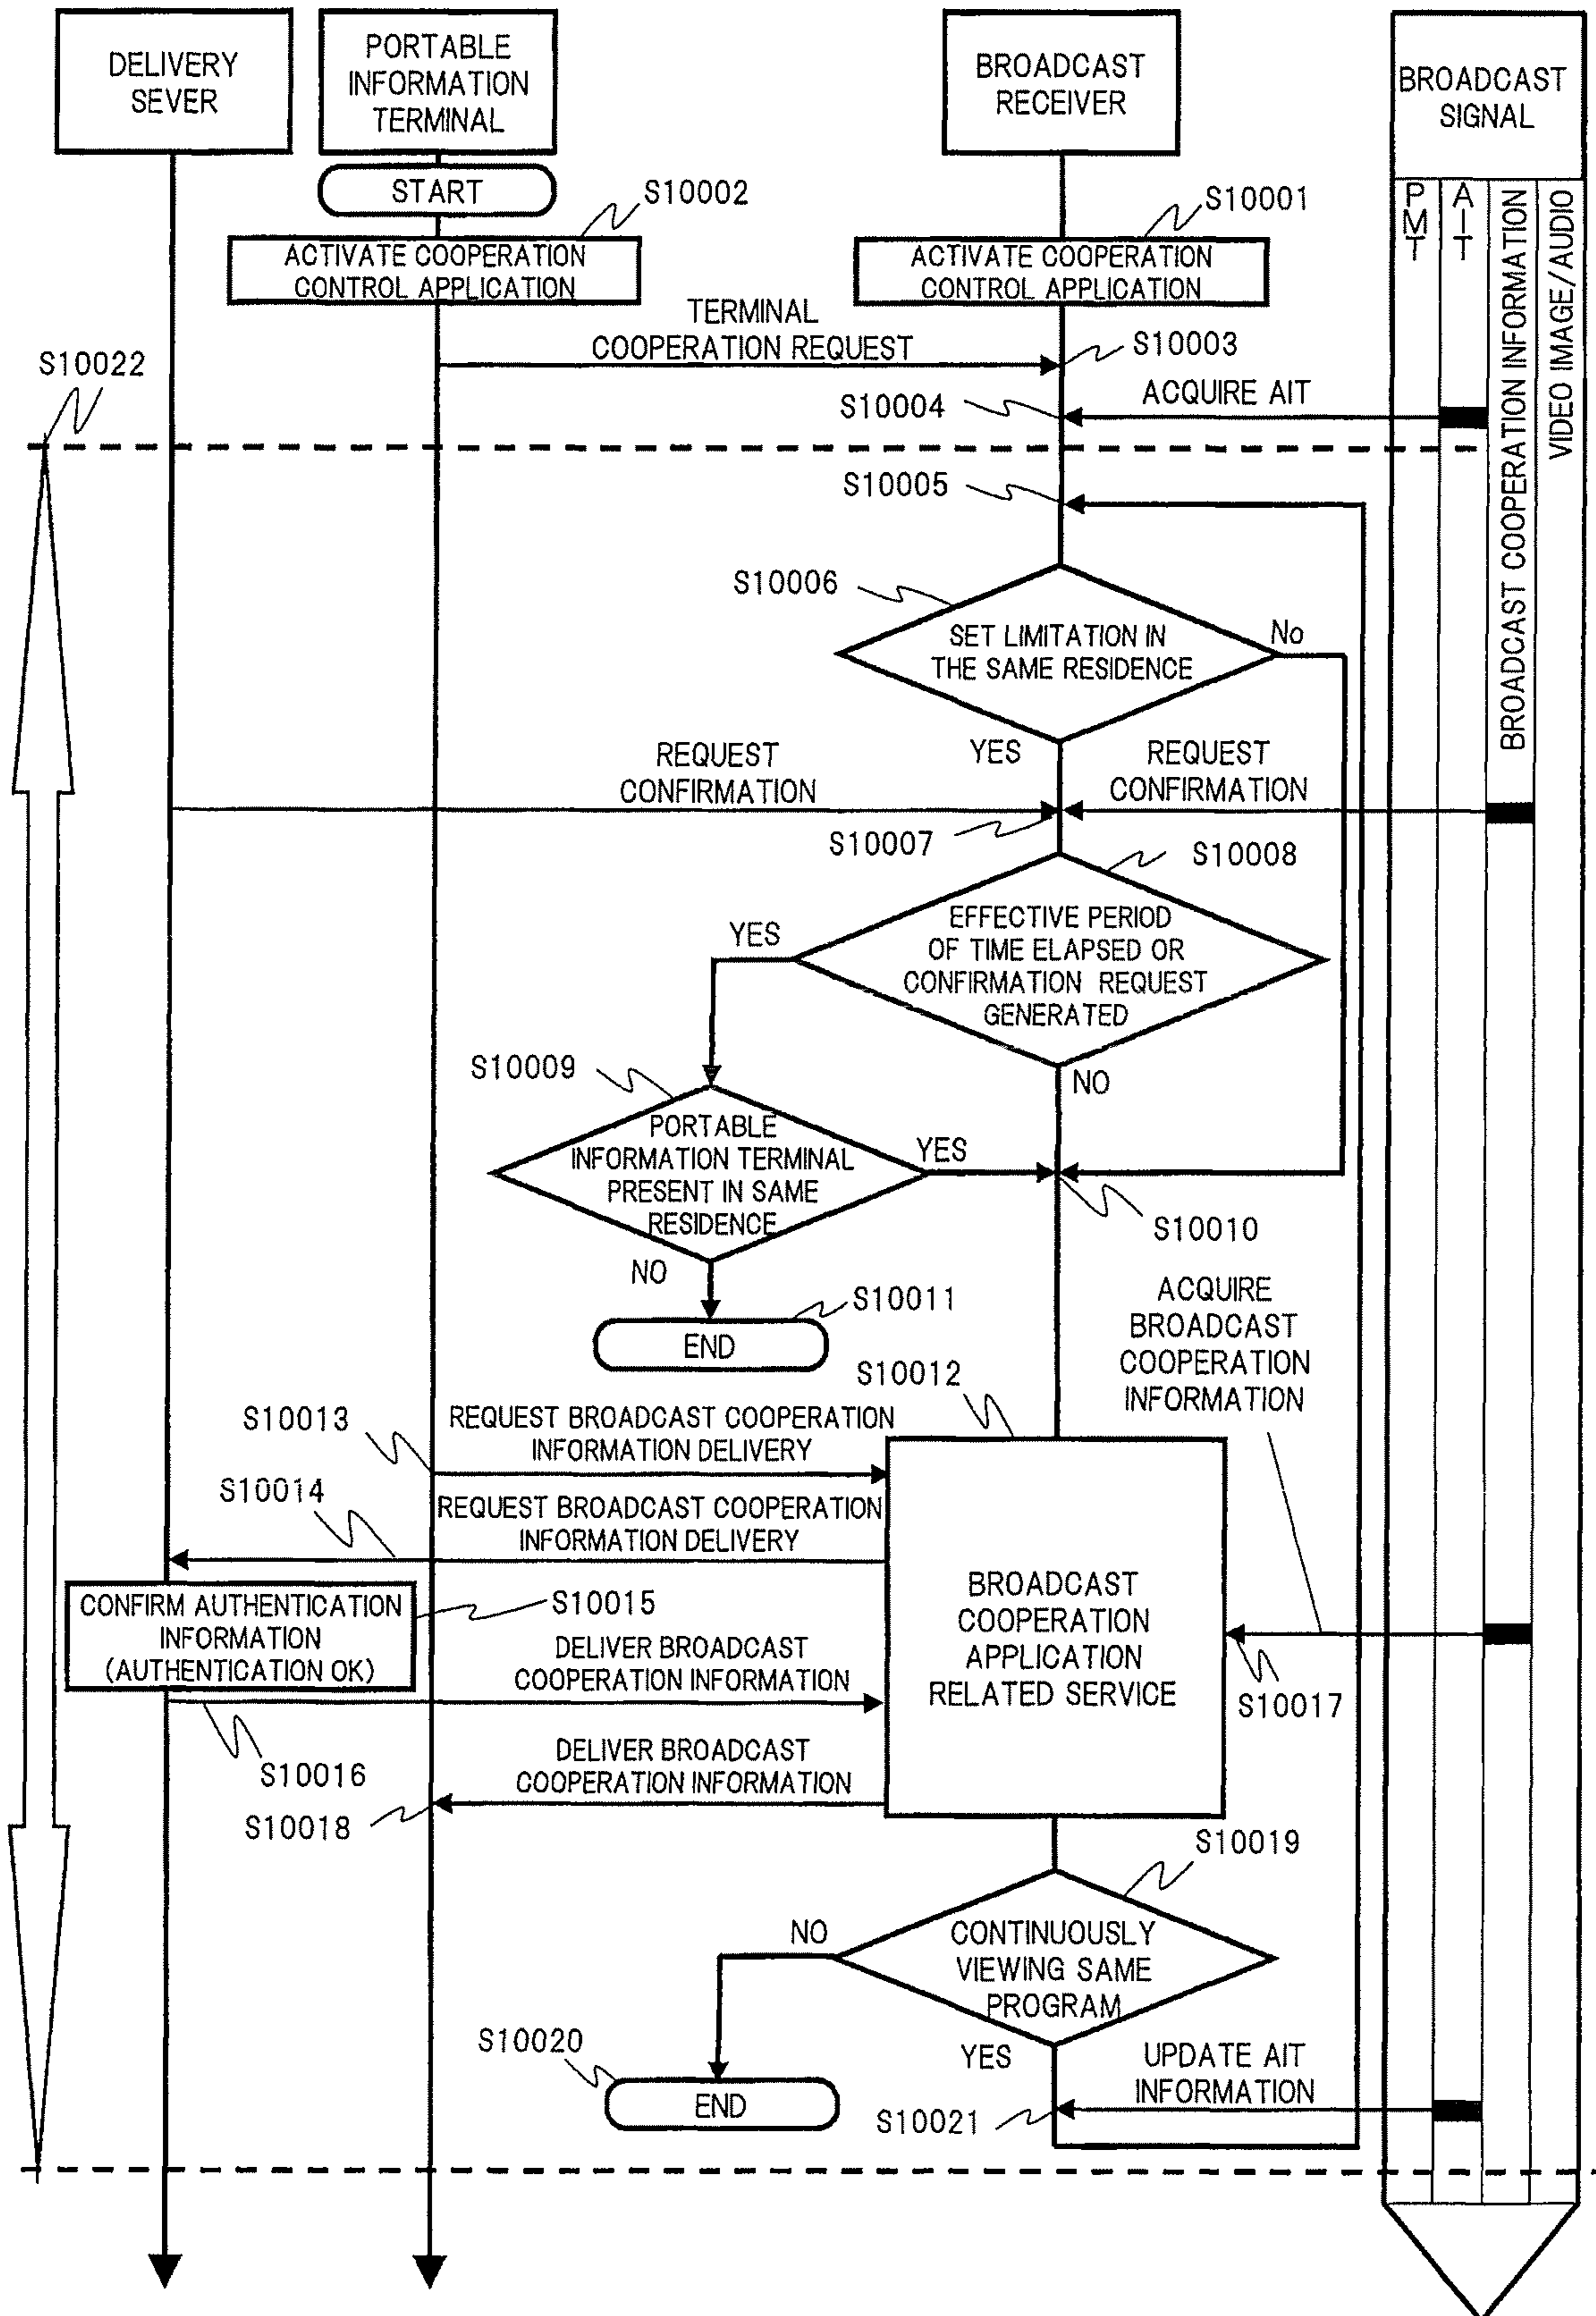 DELIVERY
SEVER
PORTABLE
INFORMATION
TERMINAL
BROADCAST
RECEIVER
BROADCAST
SIGNAL
START
S10002
S10001
PMT
AIT
BROADCAST COOPERATION INFORMATION
VIDEO IMAGE/AUDIO
ACTIVATE COOPERATION
CONTROL APPLICATION
ACTIVATE COOPERATION
CONTROL APPLICATION
TERMINAL
COOPERATION REQUEST
S10003
S10022
S10004
ACQUIRE AIT
S10005
S10006
SET LIMITATION IN
THE SAME RESIDENCE
No
YES
REQUEST
CONFIRMATION
REQUEST
CONFIRMATION
S10007
S10008
EFFECTIVE PERIOD
OF TIME ELAPSED OR
CONFIRMATION REQUEST
GENERATED
YES
NO
S10009
PORTABLE
INFORMATION TERMINAL
PRESENT IN SAME
RESIDENCE
YES
NO
S10010
S10011
END
ACQUIRE
BROADCAST
COOPERATION
INFORMATION
S10012
S10013
REQUEST BROADCAST COOPERATION
INFORMATION DELIVERY
S10014
REQUEST BROADCAST COOPERATION
INFORMATION DELIVERY
BROADCAST
COOPERATION
APPLICATION
RELATED SERVICE
CONFIRM AUTHENTICATION
INFORMATION
(AUTHENTICATION OK)
S10015
DELIVER BROADCAST
COOPERATION INFORMATION
S10017
S10016
DELIVER BROADCAST
COOPERATION INFORMATION
S10018
S10019
CONTINUOUSLY
VIEWING SAME
PROGRAM
NO
YES
S10020
END
UPDATE AIT
INFORMATION
S10021